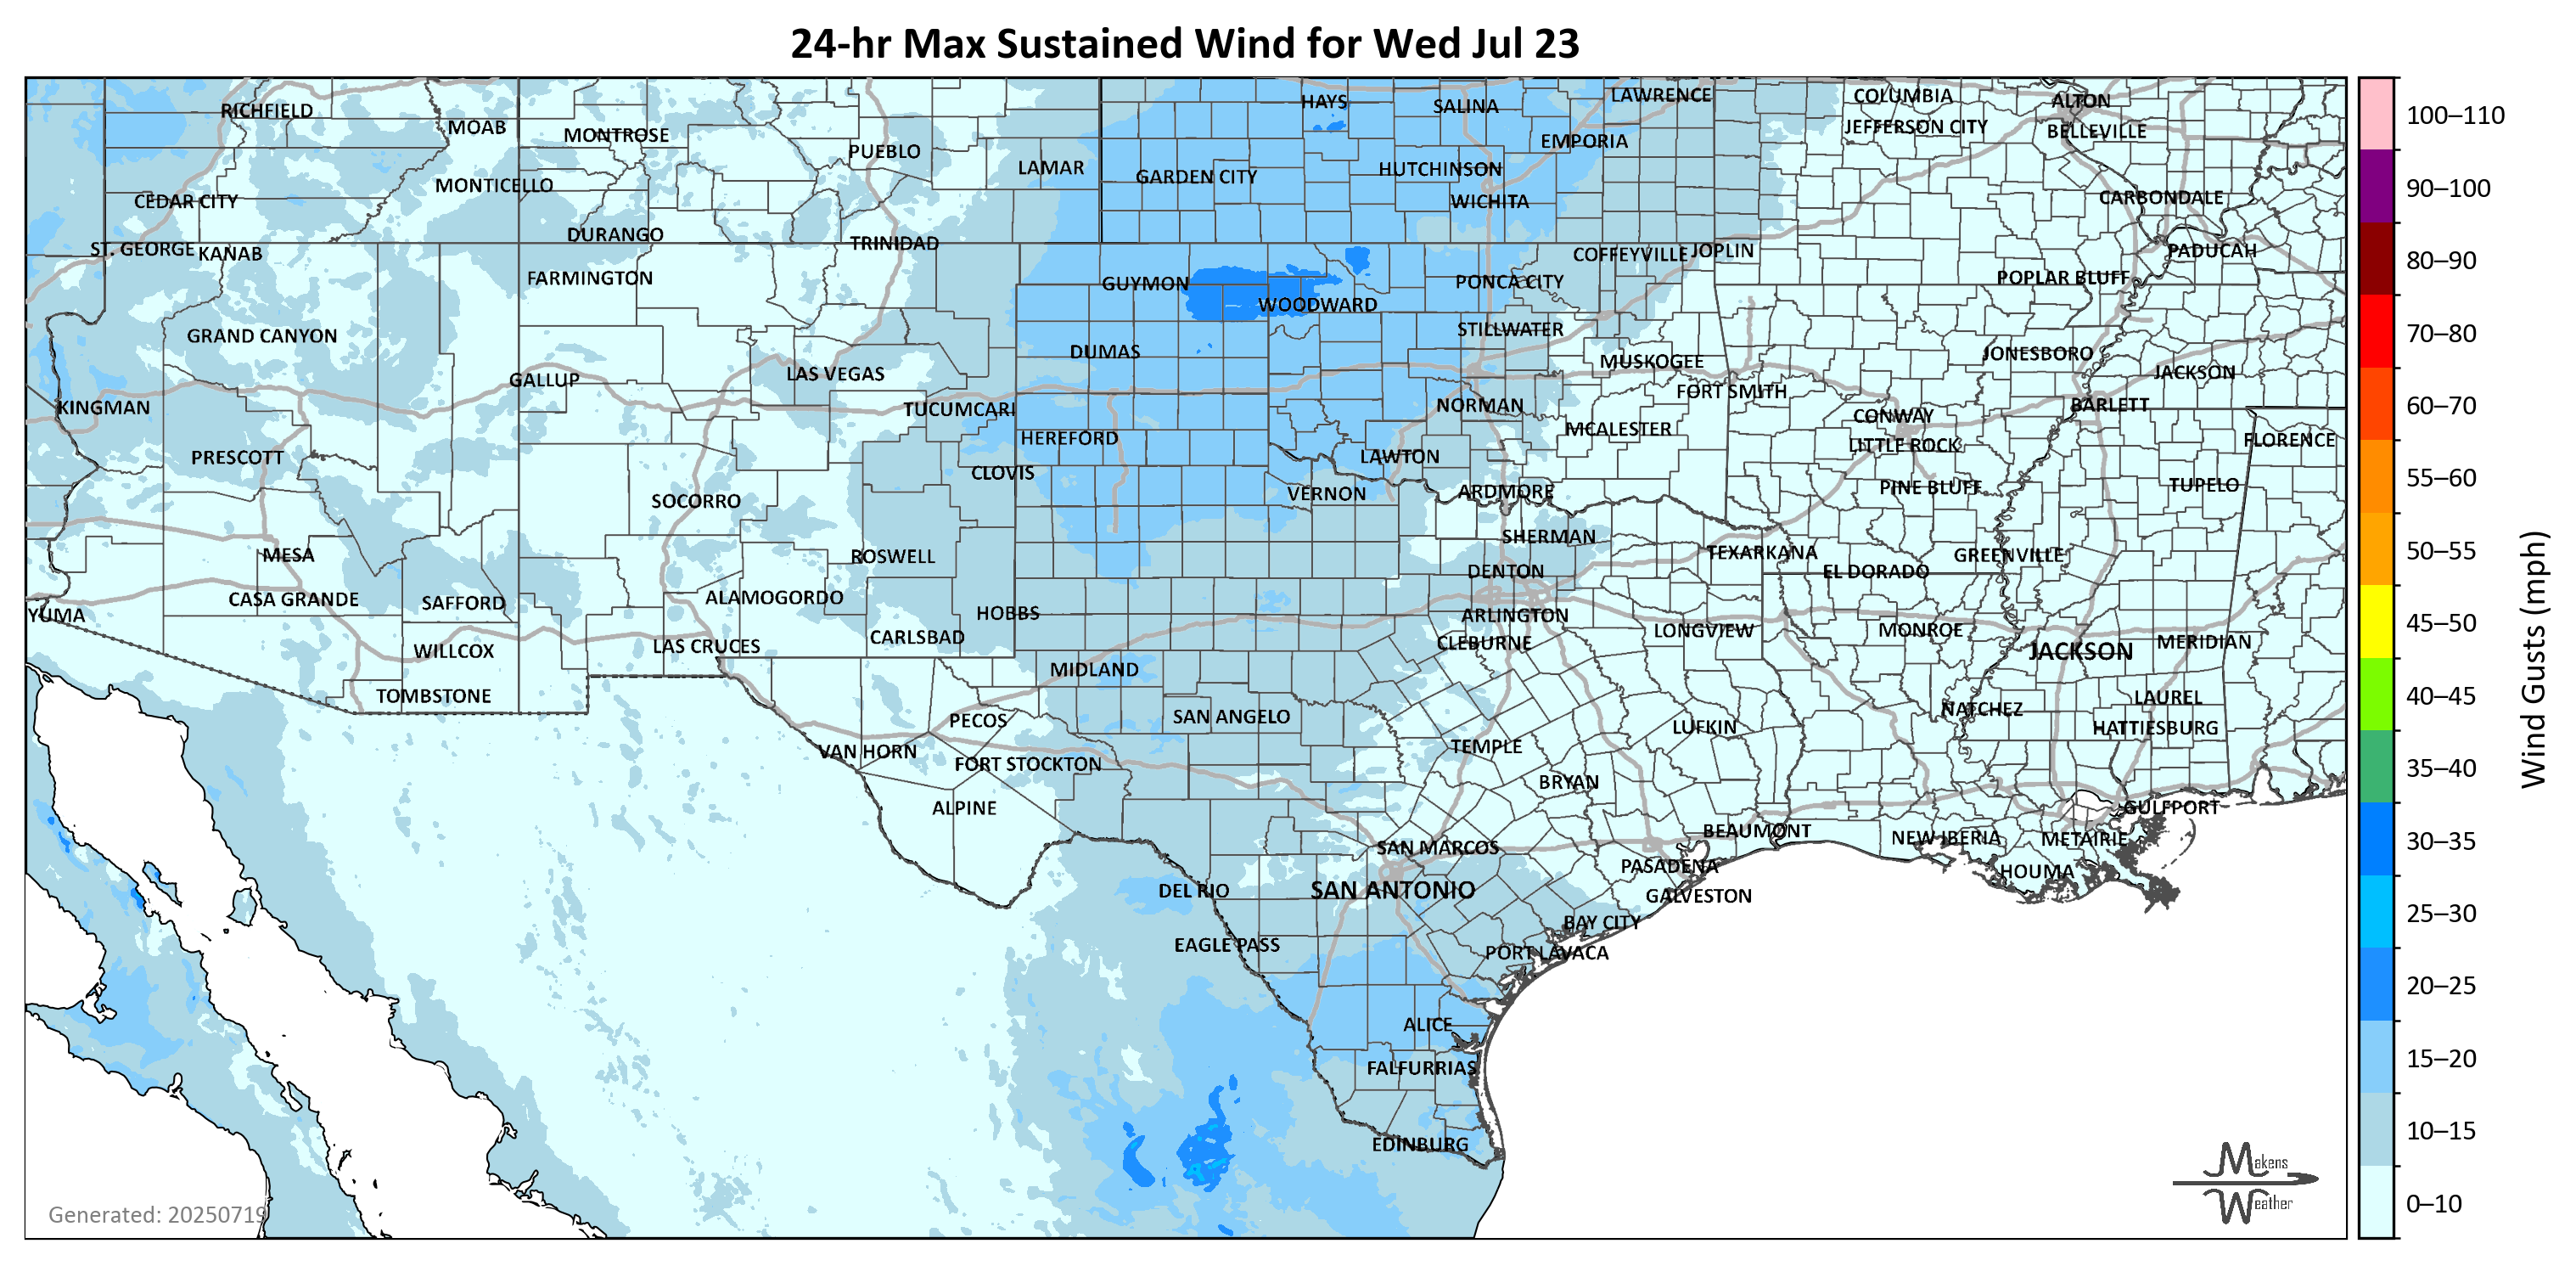 24-hr Max Sustained Wind for Wed Jul 23
RICHFIELD
MOAB
MONTROSE
PUEBLO
LAMAR
HAYS
SALINA
LAWRENCE
COLUMBIA
ALTON
JEFFERSON CITY
BELLEVILLE
EMPORIA
CEDAR CITY
MONTICELLO
GARDEN CITY
HUTCHINSON
WICHITA
CARBONDALE
ST. GEORGE
KANAB
DURANGO
TRINIDAD
COFFEYVILLE
JOPLIN
PADUCAH
FARMINGTON
GUYMON
WOODWARD
PONCA CITY
POPLAR BLUFF
GRAND CANYON
DUMAS
STILLWATER
MUSKOGEE
JONESBORO
GALLUP
LAS VEGAS
FORT SMITH
JACKSON
KINGMAN
TUCUMCARI
NORMAN
CONWAY
BARLETT
HEREFORD
MCALESTER
LITTLE ROCK
FLORENCE
PRESCOTT
CLOVIS
LAWTON
SOCORRO
VERNON
ARDMORE
PINE BLUFF
TUPELO
MESA
ROSWELL
SHERMAN
TEXARKANA
GREENVILLE
DENTON
EL DORADO
YUMA
CASA GRANDE
SAFFORD
ALAMOGORDO
HOBBS
ARLINGTON
WILLCOX
LAS CRUCES
CARLSBAD
CLEBURNE
LONGVIEW
MONROE
JACKSON
MERIDIAN
TOMBSTONE
MIDLAND
PECOS
SAN ANGELO
LUFKIN
NATCHEZ
LAUREL
HATTIESBURG
VAN HORN
FORT STOCKTON
TEMPLE
BRYAN
ALPINE
GULFPORT
SAN MARCOS
BEAUMONT
NEW IBERIA
METAIRIE
DEL RIO
SAN ANTONIO
PASADENA
GALVESTON
HOUMA
EAGLE PASS
BAY CITY
PORT LAVACA
ALICE
FALFURRIAS
EDINBURG
Generated: 20250719
Makens
Weather
100–110
90–100
80–90
70–80
60–70
55–60
50–55
45–50
40–45
35–40
30–35
25–30
20–25
15–20
10–15
0–10
Wind Gusts (mph)